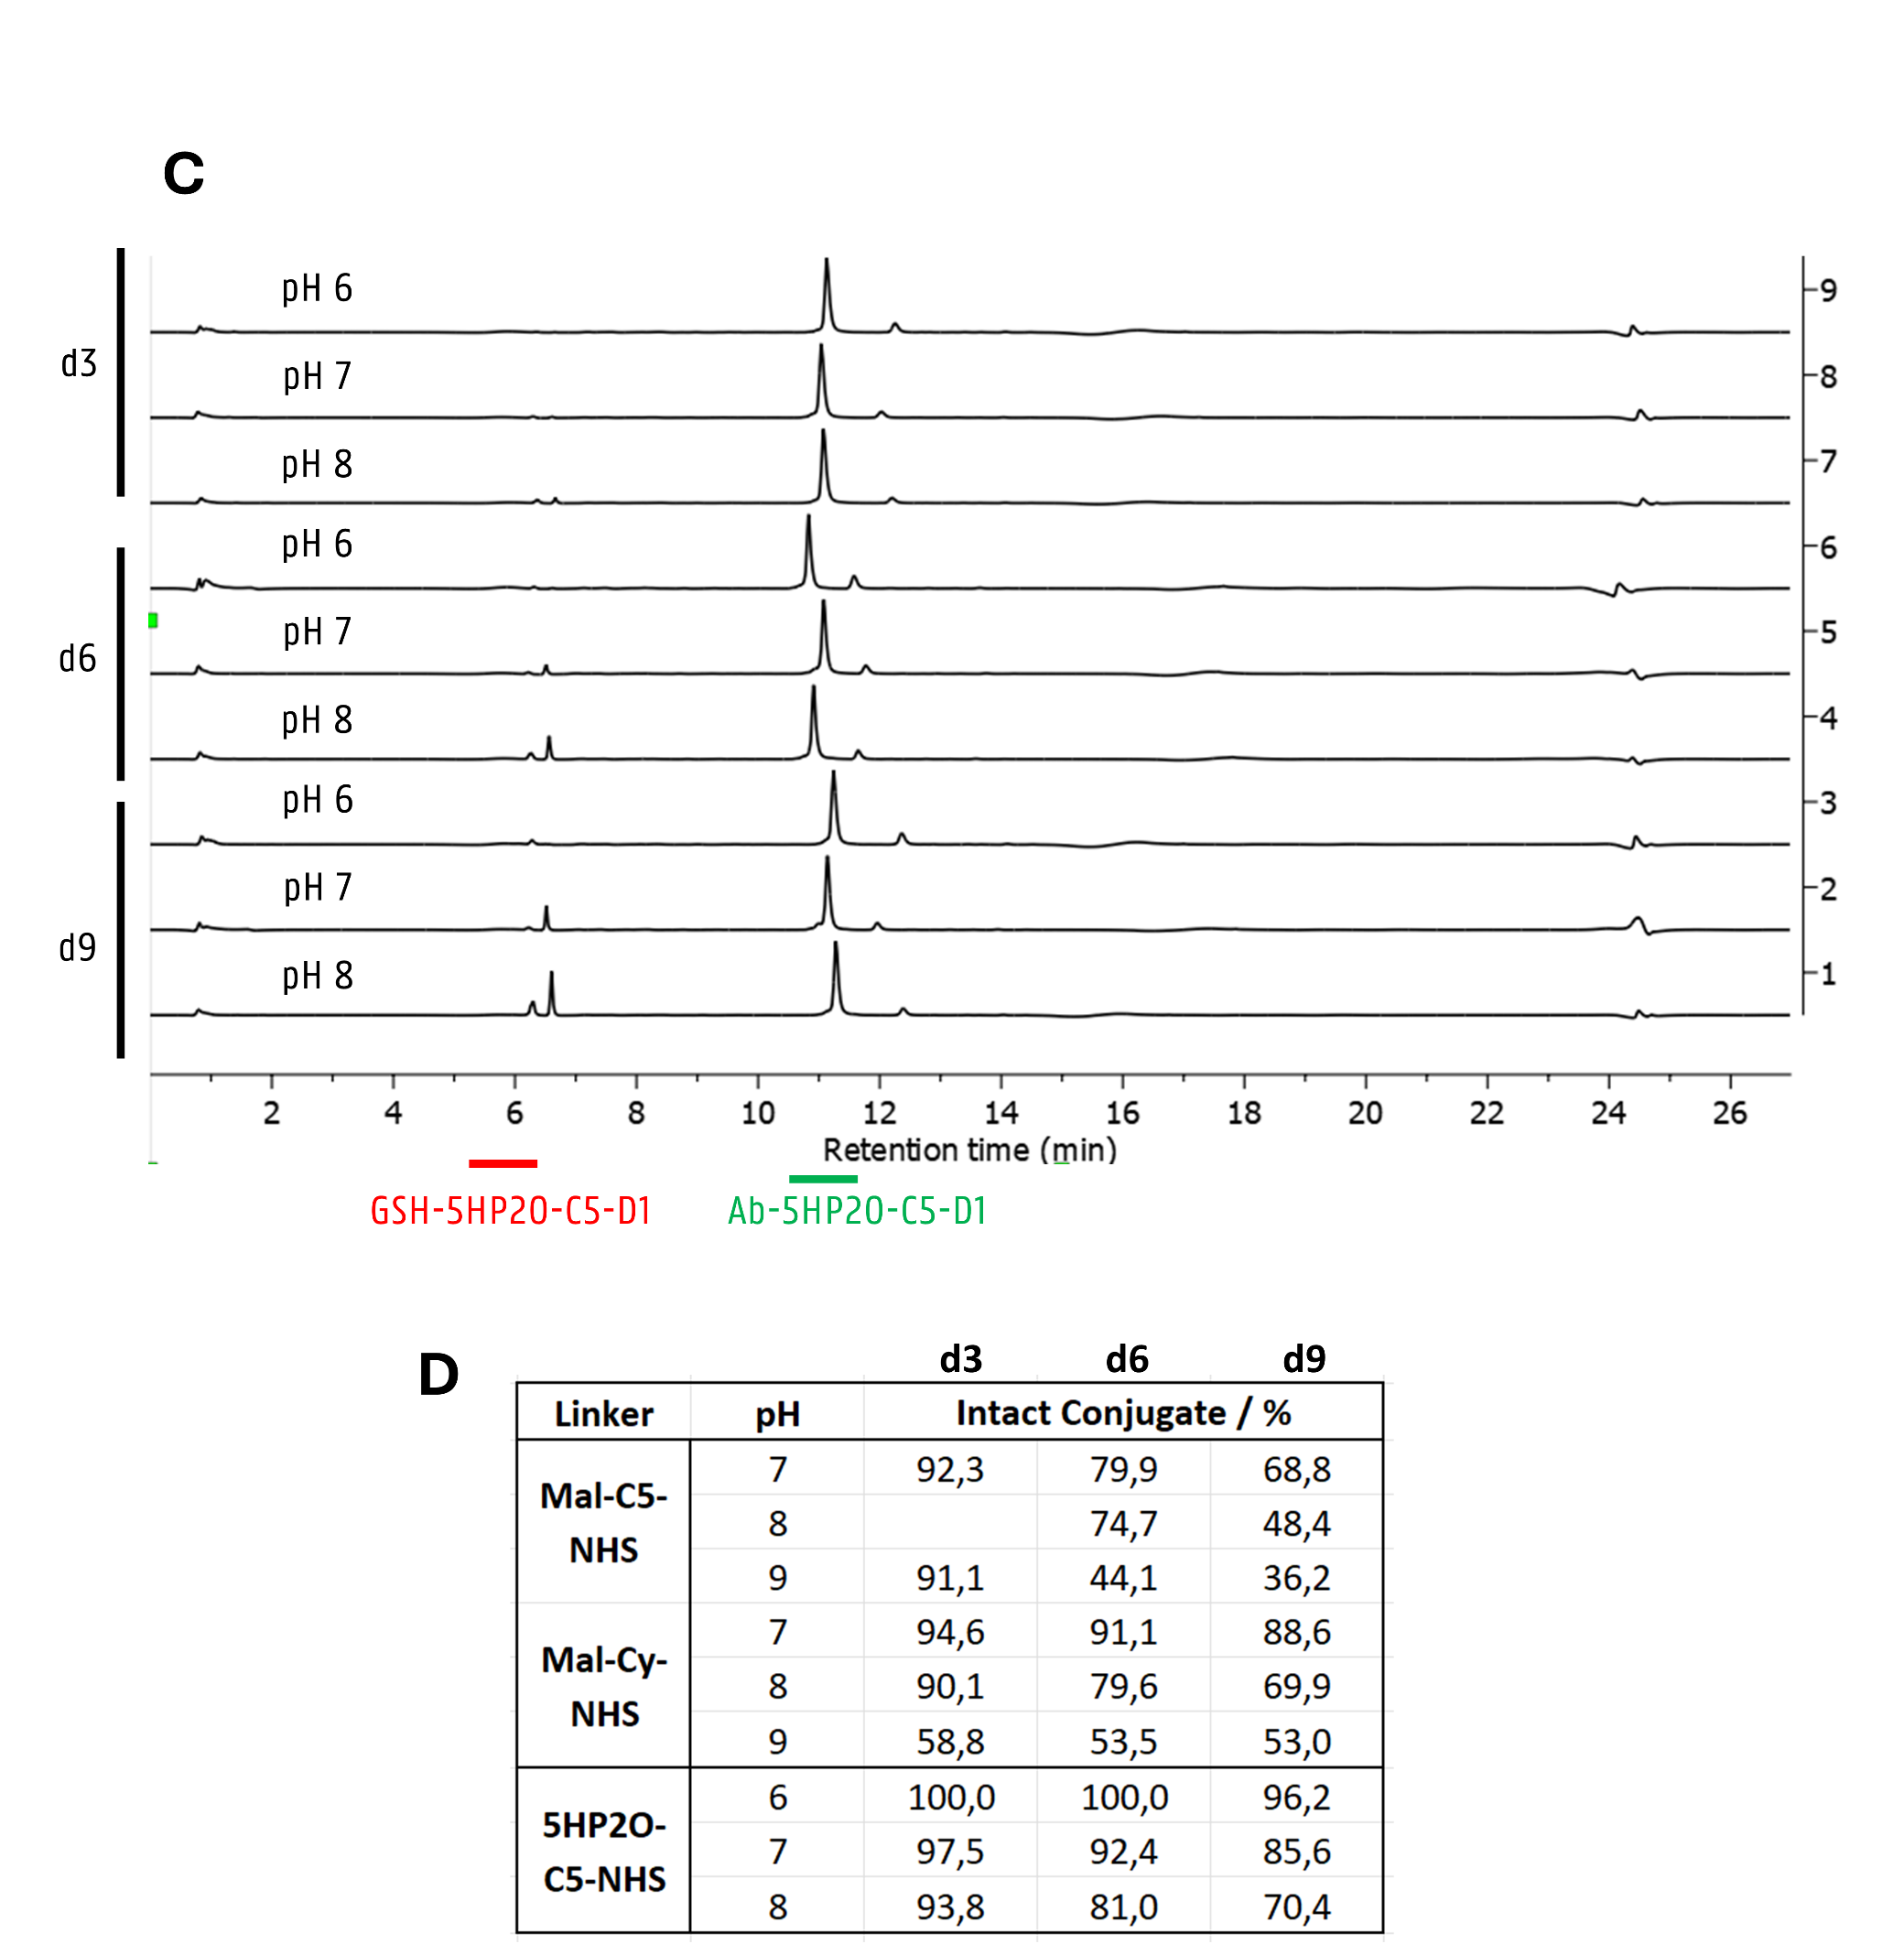 C
d3
pH 6
pH 7
pH 8
d6
pH 6
pH 7
pH 8
d9
pH 6
pH 7
pH 8
9
8
7
6
5
4
3
2
1
2 4 6 8 10 12 14 16 18 20 22 24 26
Retention time (min)
GSH-5HP2O-C5-D1 Ab-5HP2O-C5-D1
D
d3 d6 d9
Linker pH Intact Conjugate / %
Mal-C5-NHS
7 92,3 79,9 68,8
8 74,7 48,4
9 91,1 44,1 36,2
Mal-Cy-NHS
7 94,6 91,1 88,6
8 90,1 79,6 69,9
9 58,8 53,5 53,0
5HP2O-C5-NHS
6 100,0 100,0 96,2
7 97,5 92,4 85,6
8 93,8 81,0 70,4